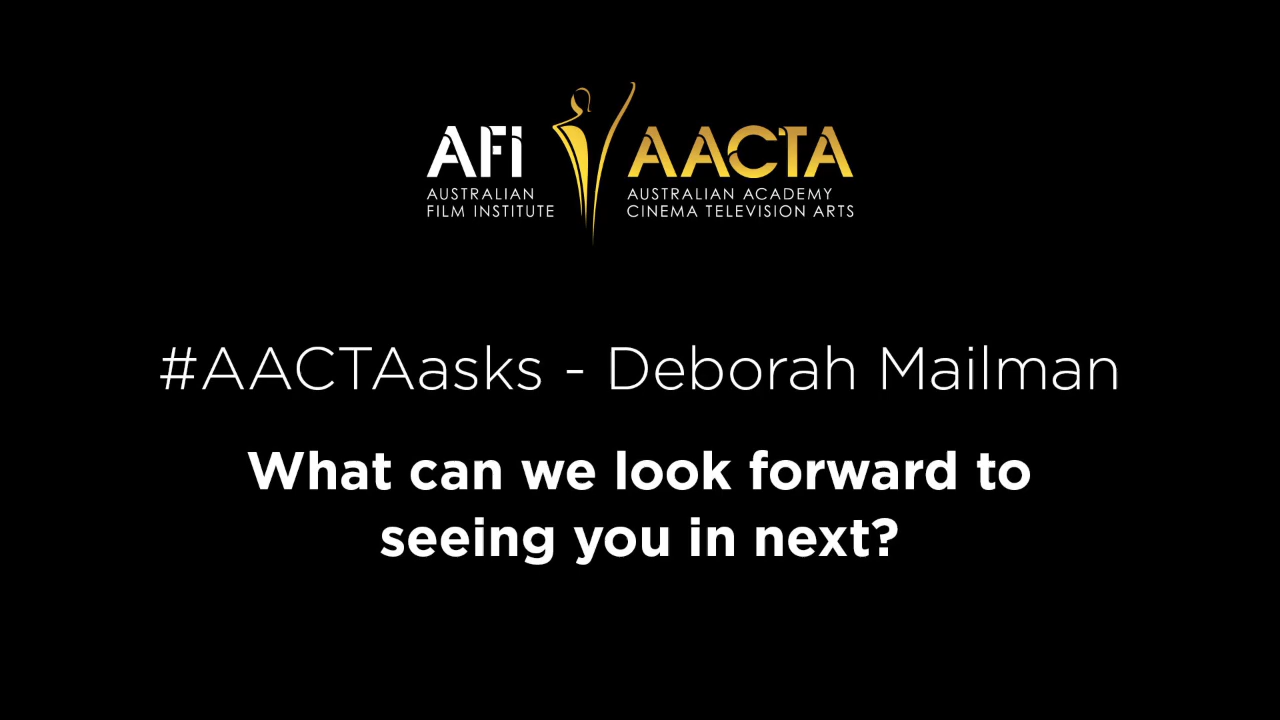 AFI AACTA
AUSTRALIAN AUSTRALIAN ACADEMY
FILM INSTITUTE CINEMA TELEVISION ARTS
#AACTAasks - Deborah Mailman
What can we look forward to
seeing you in next?